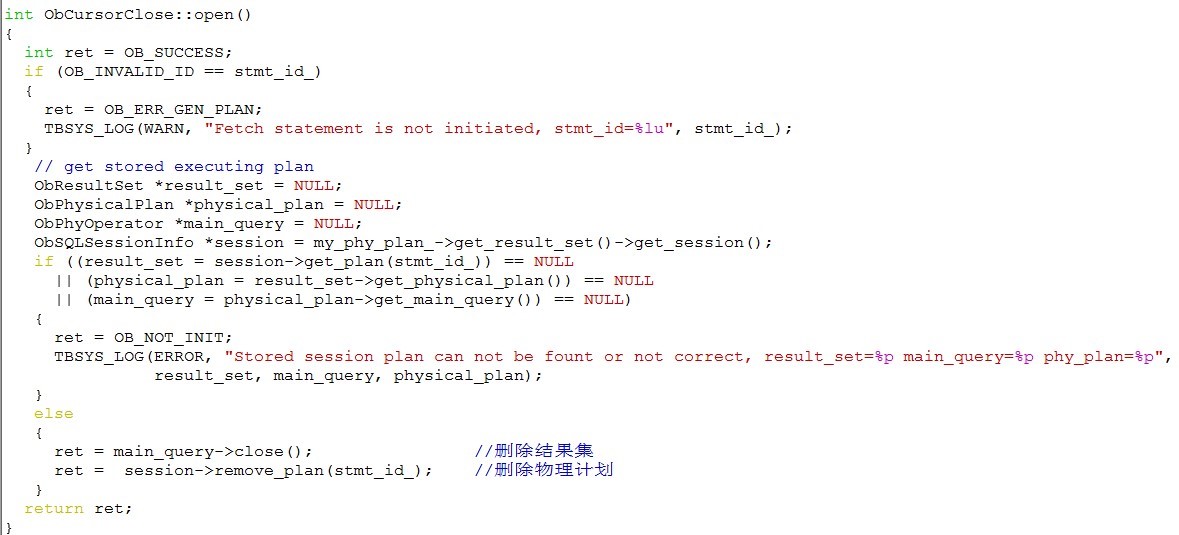 int ObCursorClose::open()
{
  int ret = OB_SUCCESS;
  if (OB_INVALID_ID == stmt_id_)
  {
    ret = OB_ERR_GEN_PLAN;
    TBSYS_LOG(WARN, "Fetch statement is not initiated, stmt_id=%lu", stmt_id_);
  }
   // get stored executing plan
   ObResultSet *result_set = NULL;
   ObPhysicalPlan *physical_plan = NULL;
   ObPhyOperator *main_query = NULL;
   ObSQLSessionInfo *session = my_phy_plan_->get_result_set()->get_session();
   if ((result_set = session->get_plan(stmt_id_)) == NULL
     || (physical_plan = result_set->get_physical_plan()) == NULL
     || (main_query = physical_plan->get_main_query()) == NULL)
   {
     ret = OB_NOT_INIT;
     TBSYS_LOG(ERROR, "Stored session plan can not be fount or not correct, result_set=%p main_query=%p phy_plan=%p",
               result_set, main_query, physical_plan);
   }
   else
   {
     ret = main_query->close();                //删除结果集
     ret =  session->remove_plan(stmt_id_);    //删除物理计划
   }
  return ret;
}